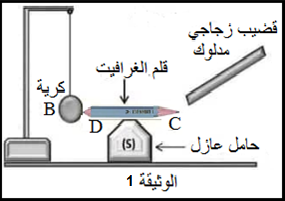 قضيب زجاجي
مدلوك
قلم الغرافيت
كرية
B
D
C
(S)
حامل عازل
الوثيقة 1